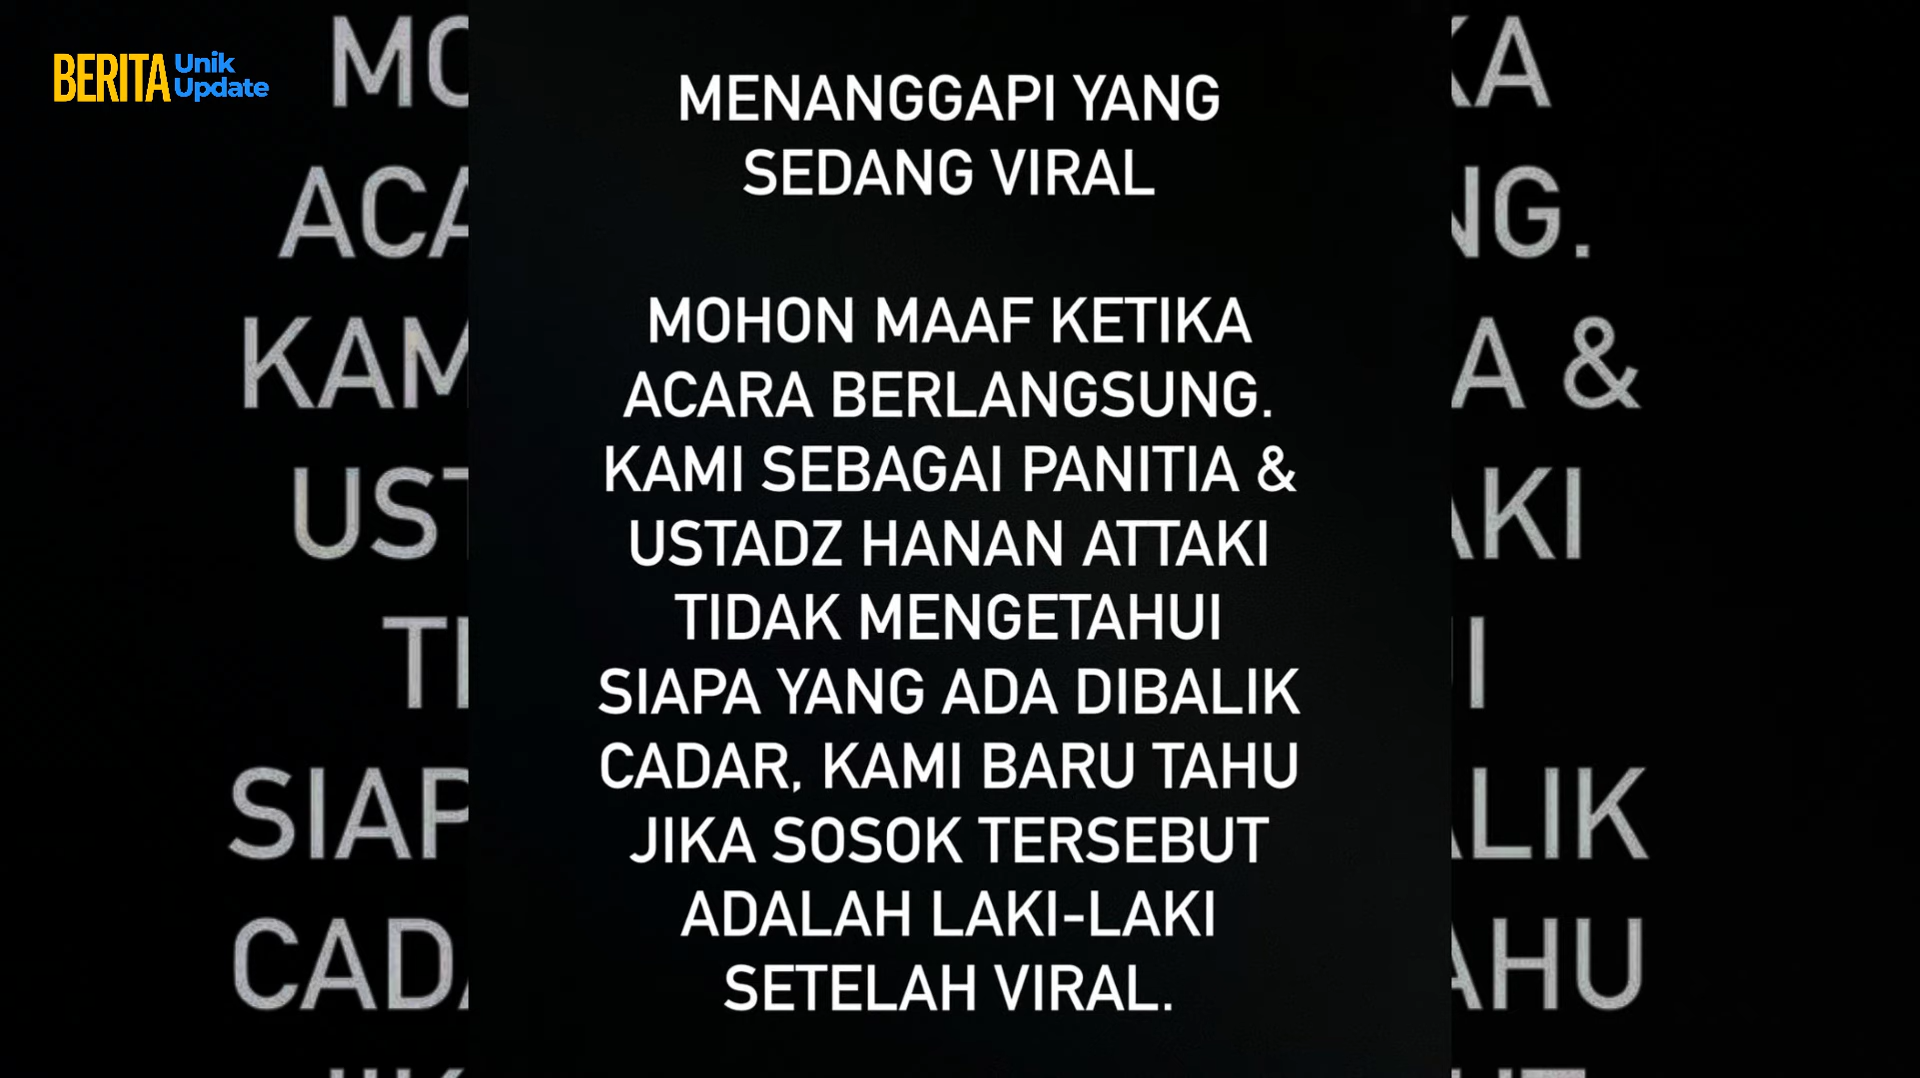 BERITA Unik Update
MENANGGAPI YANG
SEDANG VIRAL
MOHON MAAF KETIKA
ACARA BERLANGSUNG.
KAMI SEBAGAI PANITIA &
USTADZ HANAN ATTAKI
TIDAK MENGETAHUI
SIAPA YANG ADA DIBALIK
CADAR, KAMI BARU TAHU
JIKA SOSOK TERSEBUT
ADALAH LAKI-LAKI
SETELAH VIRAL.